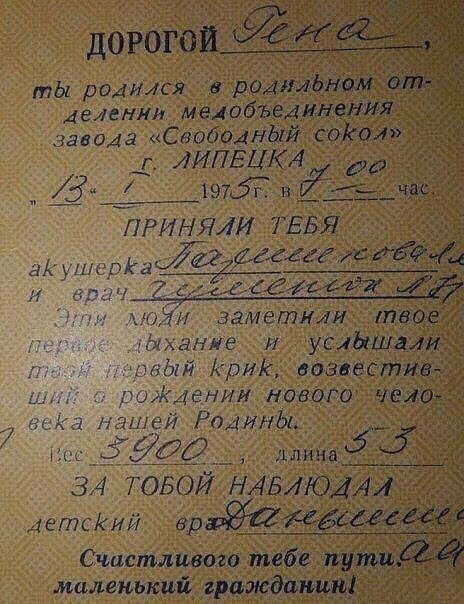 ДОРОГОЙ Гена,
ты родился в родильном от-
делении медобъединения
завода «Свободный сокол»
г. ЛИПЕЦКА
„13" I 1975 г. в 7 00 час.
ПРИНЯЛИ ТЕБЯ
акушерка
и врач
Эти люди заметили твое
первое дыхание и услышали
твой первый крик, возвестив-
ший о рождении нового чело-
века нашей Родины.
Вес 3900, длина 53
ЗА ТОБОЙ НАБЛЮДАЛ
детский врач
Счастливого тебе пути,
маленький гражданин!